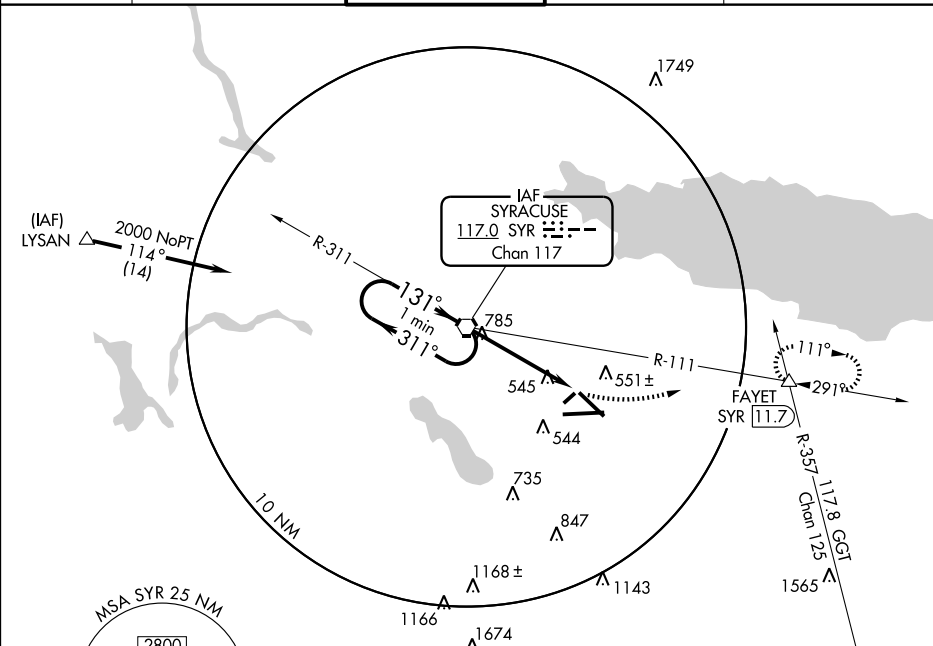 1749
(IAF)
LYSAN
2000 NoPT
114°
(14)
IAF
SYRACUSE
117.0 SYR
Chan 117
R-311
131°
1 min
311°
785
R-111
111°
291°
545
551±
FAYET
SYR 11.7
544
R-357 117.8 GGT
Chan 125
735
847
10 NM
1168±
1143
1565
1166
1674
MSA SYR 25 NM
2800